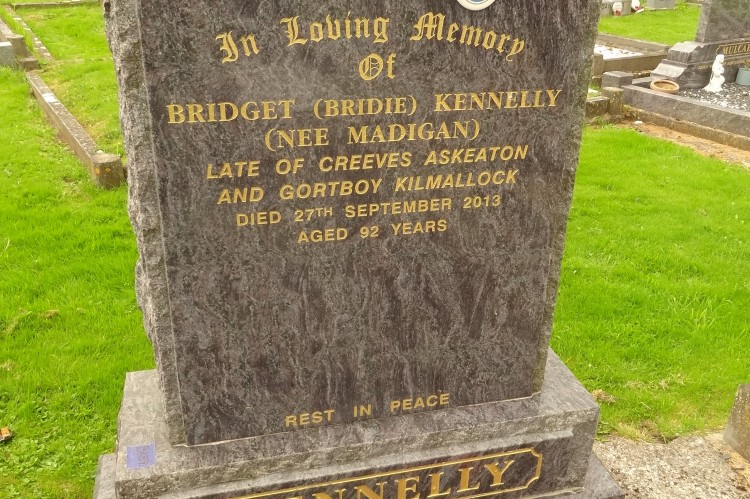 In Loving Memory
Of
BRIDGET (BRIDIE) KENNELLY
(NEE MADIGAN)
LATE OF CREEVES ASKEATON
AND GORTBOY KILMALLOCK
DIED 27TH SEPTEMBER 2013
AGED 92 YEARS
REST IN PEACE